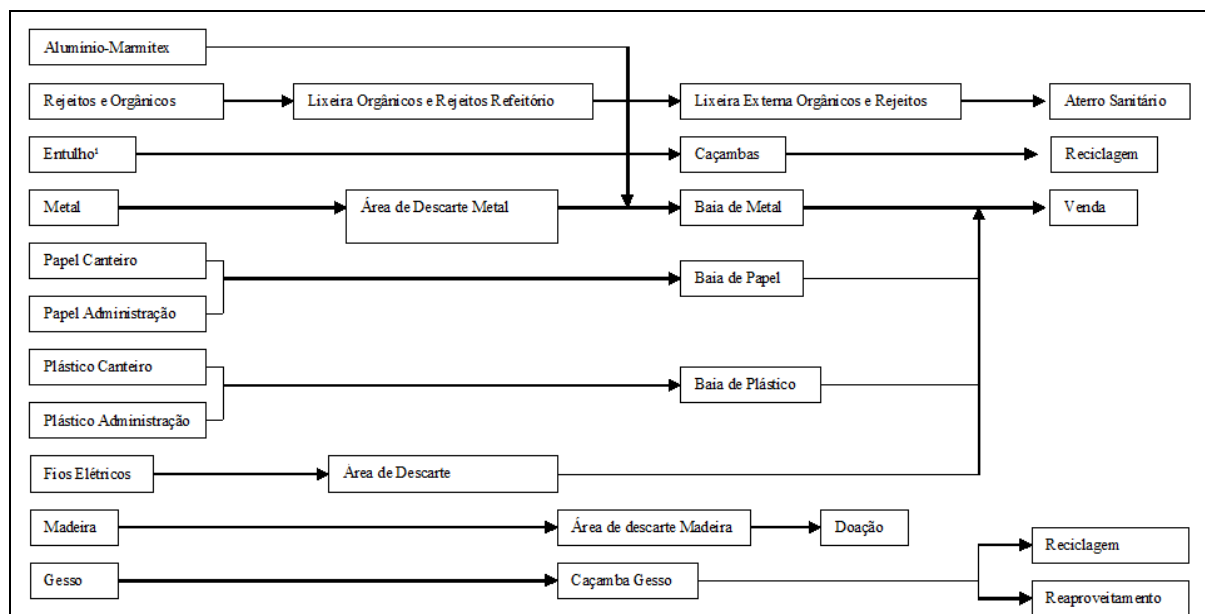 Alumínio-Marmitex
Rejeitos e Orgânicos
Lixeira Orgânicos e Rejeitos Refeitório
Lixeira Externa Orgânicos e Rejeitos
Aterro Sanitário
Entulho¹
Caçambas
Reciclagem
Metal
Área de Descarte Metal
Baia de Metal
Venda
Papel Canteiro
Baia de Papel
Papel Administração
Plástico Canteiro
Baia de Plástico
Plástico Administração
Fios Elétricos
Área de Descarte
Madeira
Área de descarte Madeira
Doação
Reciclagem
Gesso
Caçamba Gesso
Reaproveitamento